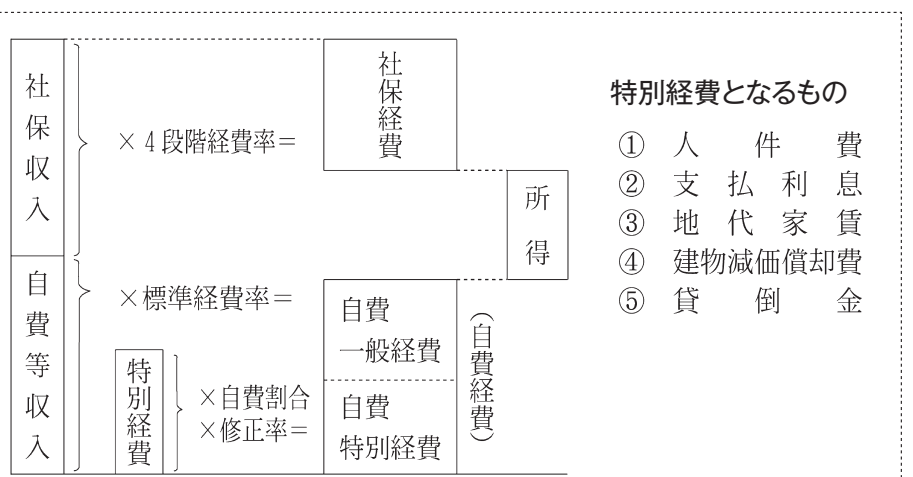 社保収入
× 4段階経費率＝
社保経費
所得
自費等収入
×標準経費率＝
自費
一般経費
特別経費
×自費割合
×修正率＝
自費
特別経費
（自費経費）
特別経費となるもの
① 人件費
② 支払利息
③ 地代家賃
④ 建物減価償却費
⑤ 貸倒金